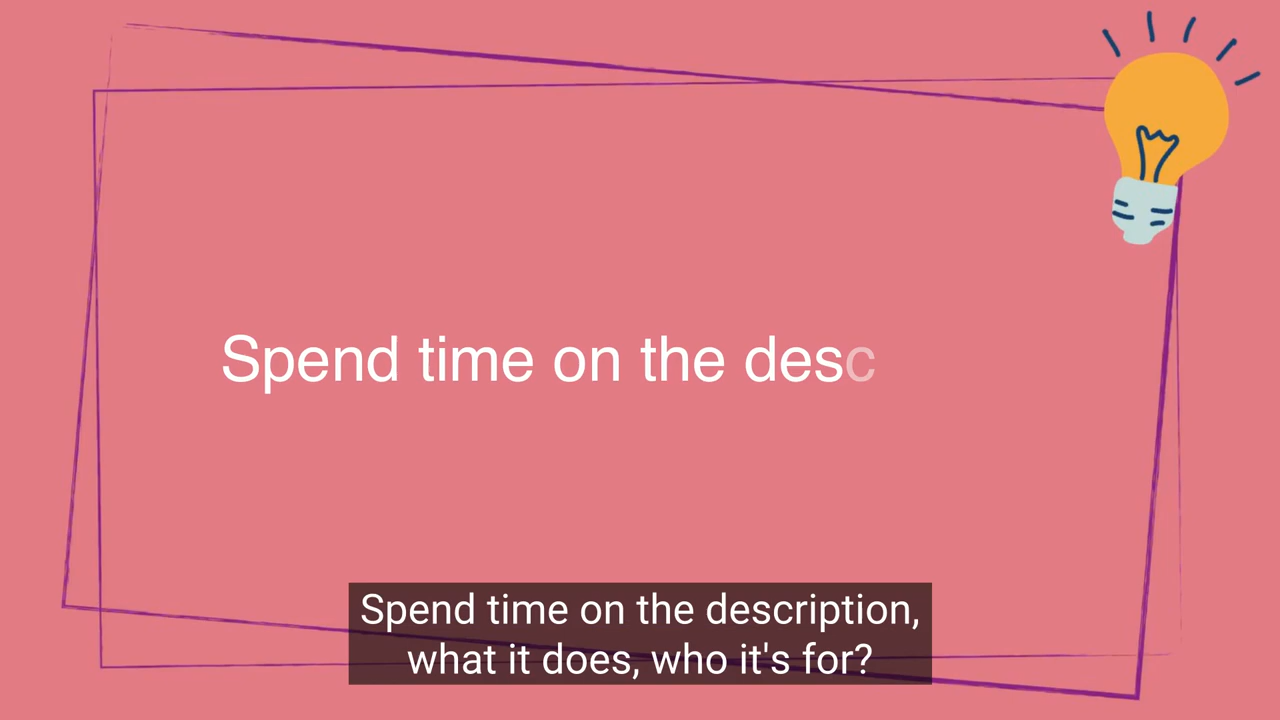 Spend time on the desc
Spend time on the description,
what it does, who it's for?